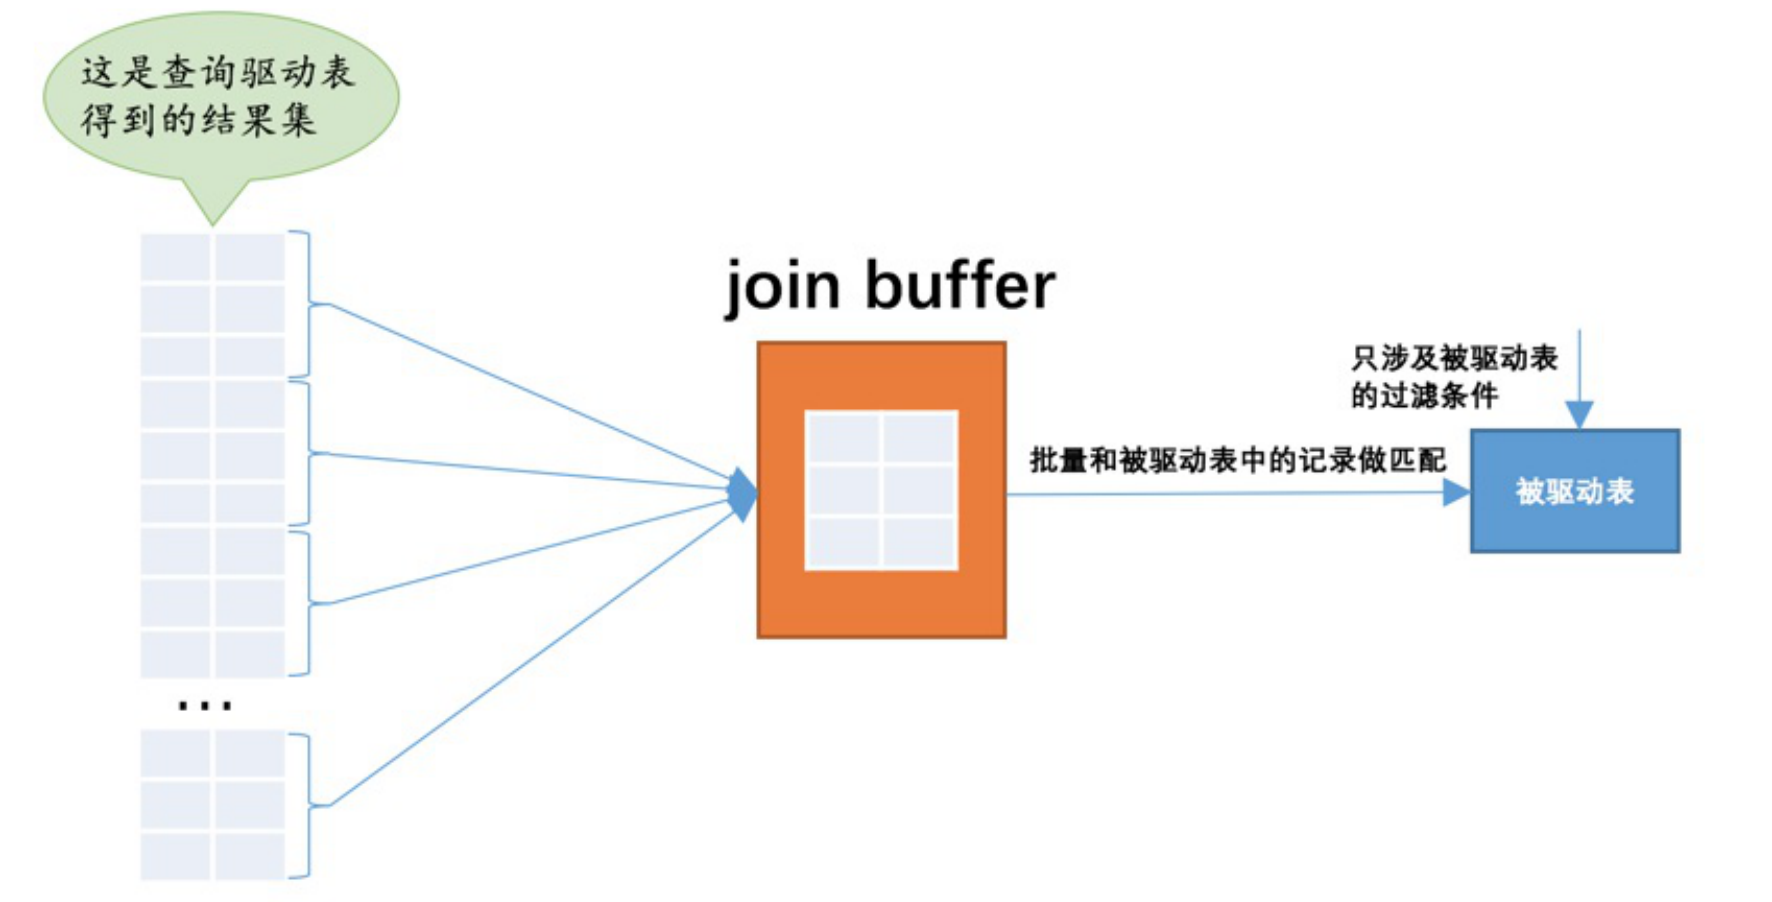 这是查询驱动表
得到的结果集
join buffer
只涉及被驱动表
的过滤条件
批量和被驱动表中的记录做匹配
被驱动表
...